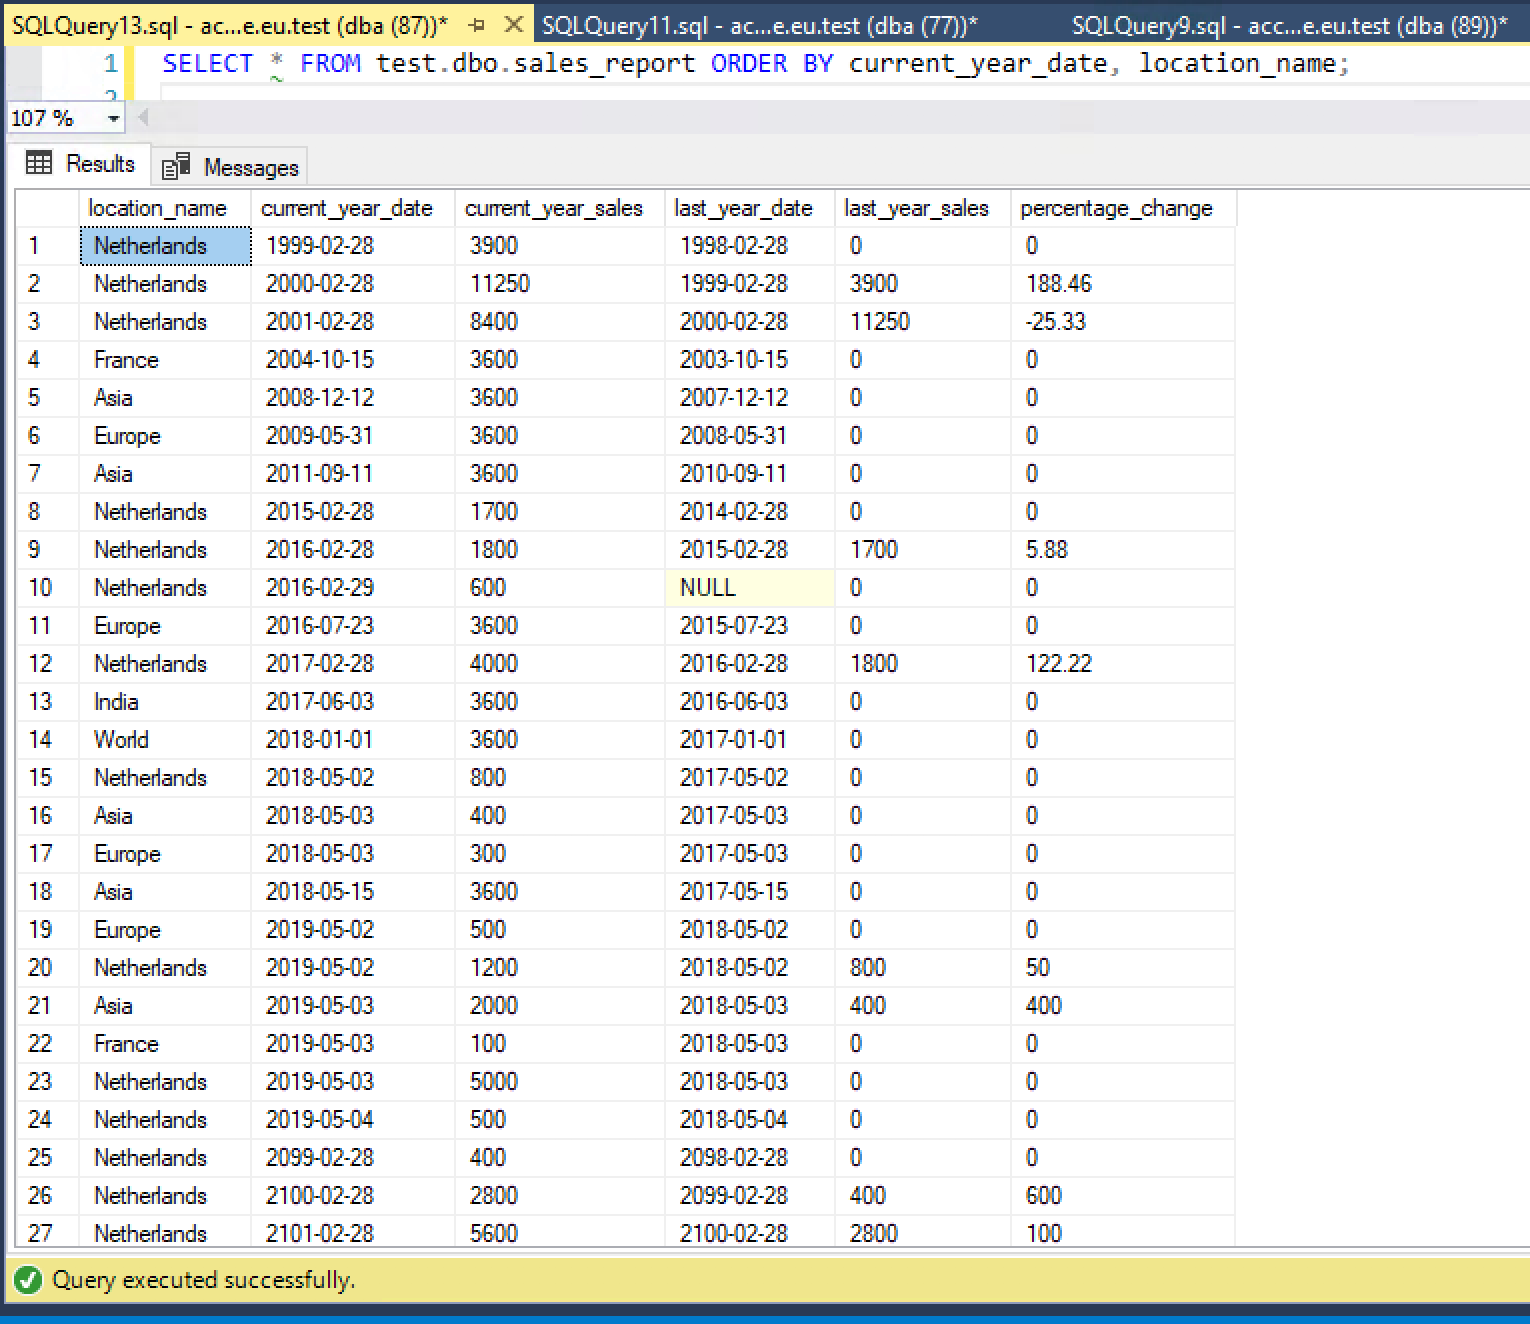 SQLQuery13.sql - ac...e.eu.test (dba (87))* SQLQuery11.sql - ac...e.eu.test (dba (77))* SQLQuery9.sql - acc...e.eu.test (dba (89))*
1 SELECT * FROM test.dbo.sales_report ORDER BY current_year_date, location_name;
2
107 %
Results Messages
location_name current_year_date current_year_sales last_year_date last_year_sales percentage_change
1 Netherlands 1999-02-28 3900 1998-02-28 0 0
2 Netherlands 2000-02-28 11250 1999-02-28 3900 188.46
3 Netherlands 2001-02-28 8400 2000-02-28 11250 -25.33
4 France 2004-10-15 3600 2003-10-15 0 0
5 Asia 2008-12-12 3600 2007-12-12 0 0
6 Europe 2009-05-31 3600 2008-05-31 0 0
7 Asia 2011-09-11 3600 2010-09-11 0 0
8 Netherlands 2015-02-28 1700 2014-02-28 0 0
9 Netherlands 2016-02-28 1800 2015-02-28 1700 5.88
10 Netherlands 2016-02-29 600 NULL 0 0
11 Europe 2016-07-23 3600 2015-07-23 0 0
12 Netherlands 2017-02-28 4000 2016-02-28 1800 122.22
13 India 2017-06-03 3600 2016-06-03 0 0
14 World 2018-01-01 3600 2017-01-01 0 0
15 Netherlands 2018-05-02 800 2017-05-02 0 0
16 Asia 2018-05-03 400 2017-05-03 0 0
17 Europe 2018-05-03 300 2017-05-03 0 0
18 Asia 2018-05-15 3600 2017-05-15 0 0
19 Europe 2019-05-02 500 2018-05-02 0 0
20 Netherlands 2019-05-02 1200 2018-05-02 800 50
21 Asia 2019-05-03 2000 2018-05-03 400 400
22 France 2019-05-03 100 2018-05-03 0 0
23 Netherlands 2019-05-03 5000 2018-05-03 0 0
24 Netherlands 2019-05-04 500 2018-05-04 0 0
25 Netherlands 2099-02-28 400 2098-02-28 0 0
26 Netherlands 2100-02-28 2800 2099-02-28 400 600
27 Netherlands 2101-02-28 5600 2100-02-28 2800 100
Query executed successfully.